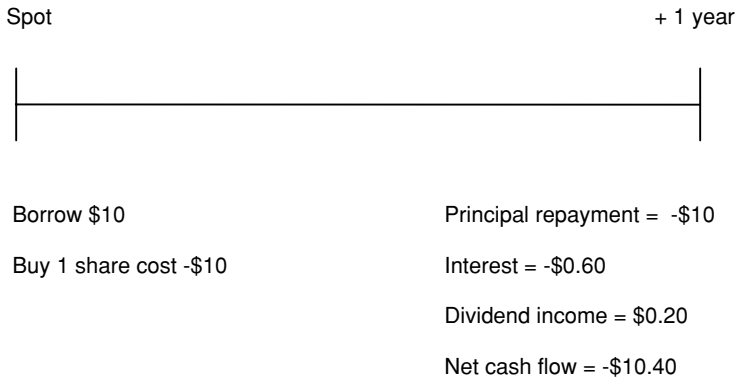 Spot + 1 year
Borrow $10 Principal repayment = -$10
Buy 1 share cost -$10 Interest = -$0.60
Dividend income = $0.20
Net cash flow = -$10.40